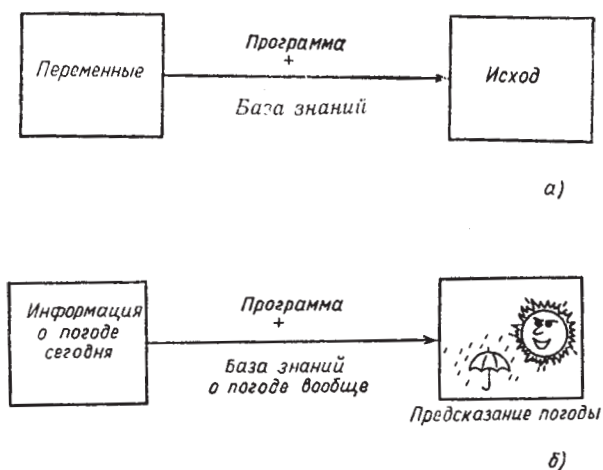 Переменные
Программа
+
База знаний
Исход
а)
Информация
о погоде
сегодня
Программа
+
База знаний
о погоде вообще
Предсказание погоды
б)